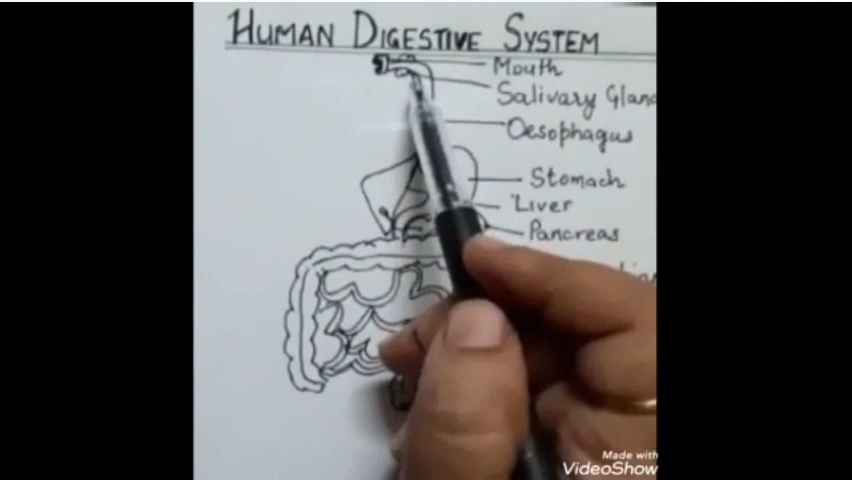 HUMAN DIGESTIVE SYSTEM
Mouth
Salivary Gland
Oesophagus
Stomach
Liver
Pancreas
Made with
VideoShow